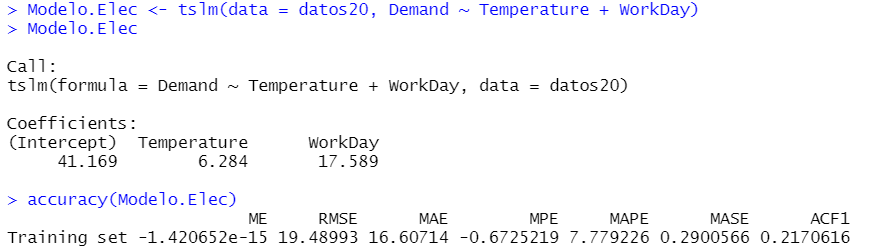 > Modelo.Elec <- tslm(data = datos20, Demand ~ Temperature + WorkDay)
> Modelo.Elec

Call:
tslm(formula = Demand ~ Temperature + WorkDay, data = datos20)

Coefficients:
(Intercept)  Temperature      WorkDay
     41.169        6.284       17.589

> accuracy(Modelo.Elec)
                        ME     RMSE      MAE        MPE     MAPE      MASE      ACF1
Training set -1.420652e-15 19.48993 16.60714 -0.6725219 7.779226 0.2900566 0.2170616